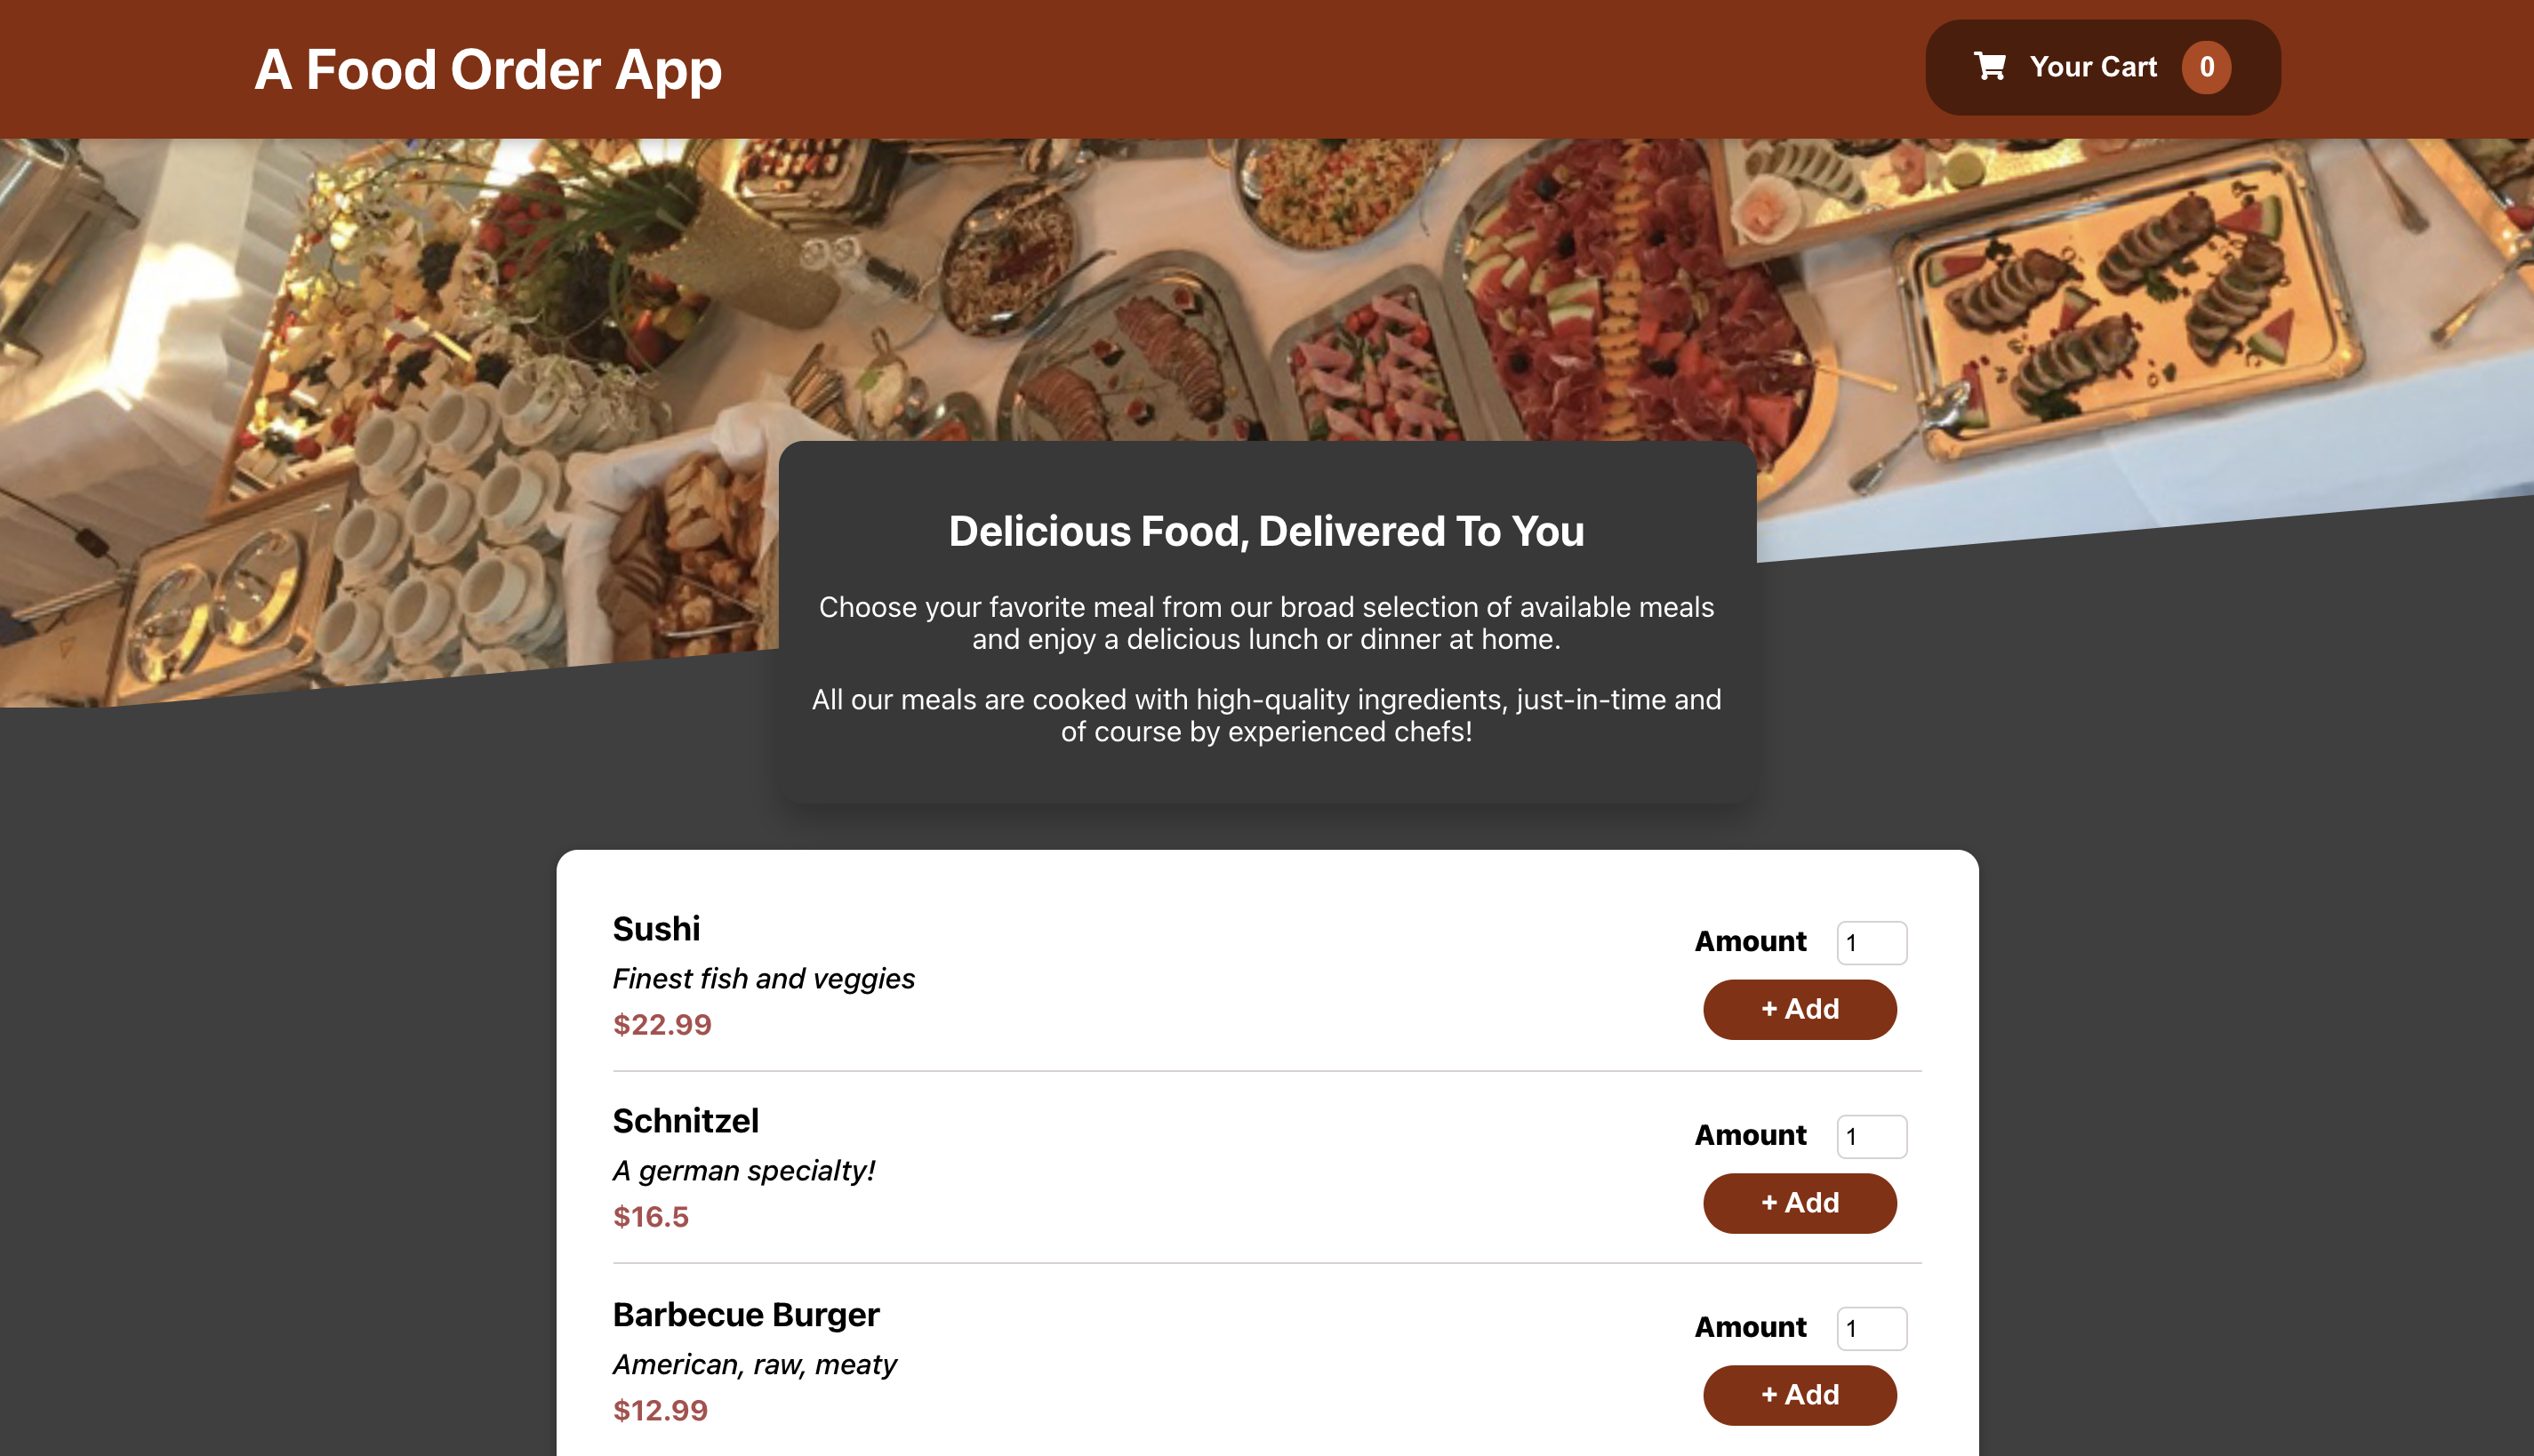 A Food Order App
Your Cart 0
Delicious Food, Delivered To You
Choose your favorite meal from our broad selection of available meals
and enjoy a delicious lunch or dinner at home.
All our meals are cooked with high-quality ingredients, just-in-time and
of course by experienced chefs!
Sushi
Finest fish and veggies
$22.99
Amount 1
+ Add
Schnitzel
A german specialty!
$16.5
Amount 1
+ Add
Barbecue Burger
American, raw, meaty
$12.99
Amount 1
+ Add